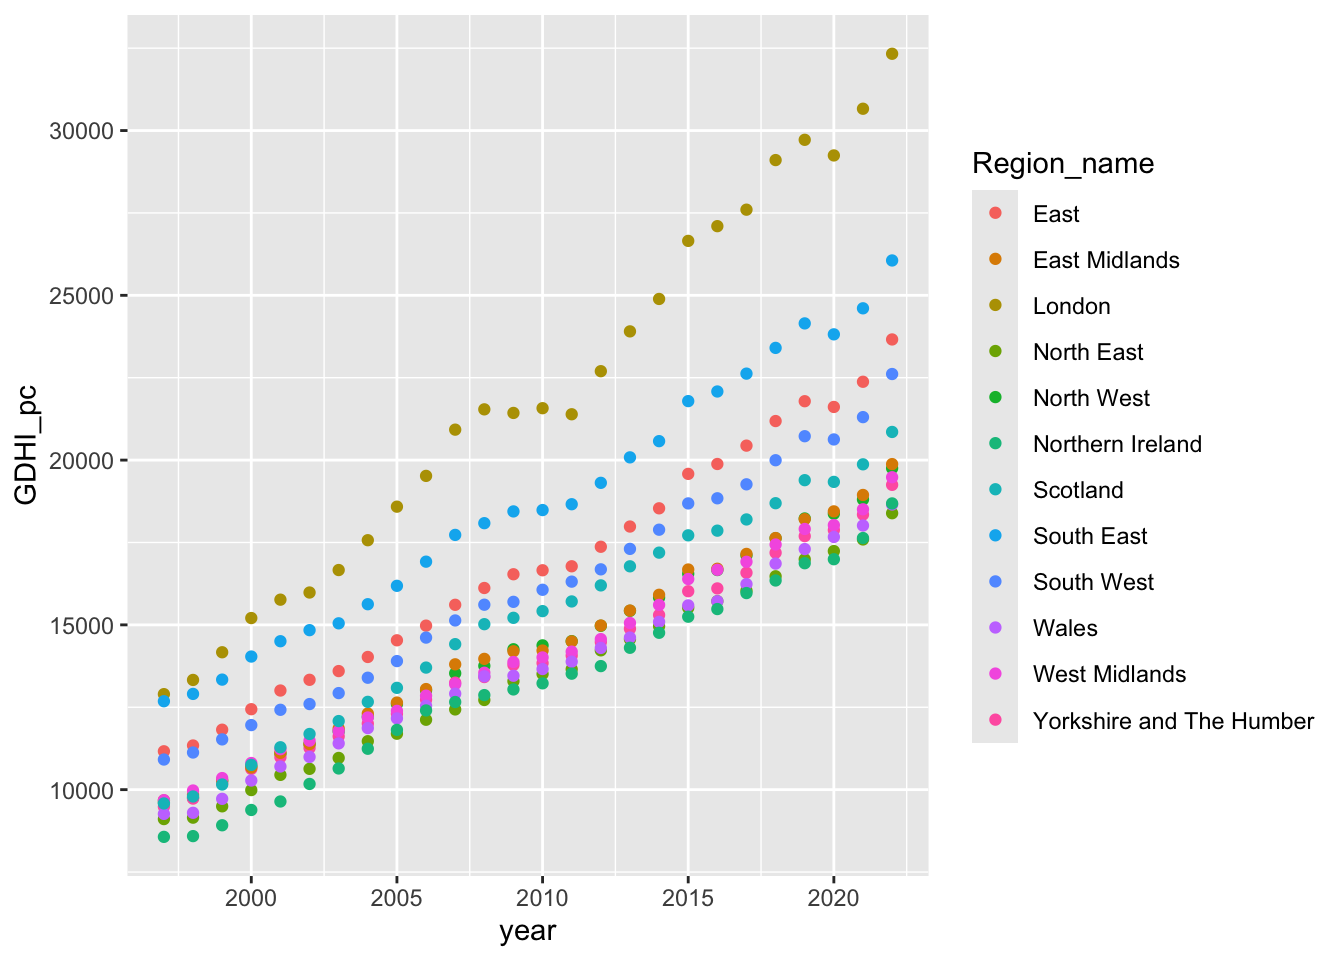 30000
25000
20000
15000
10000
GDHI_pc
2000 2005 2010 2015 2020
year
Region_name
East
East Midlands
London
North East
North West
Northern Ireland
Scotland
South East
South West
Wales
West Midlands
Yorkshire and The Humber